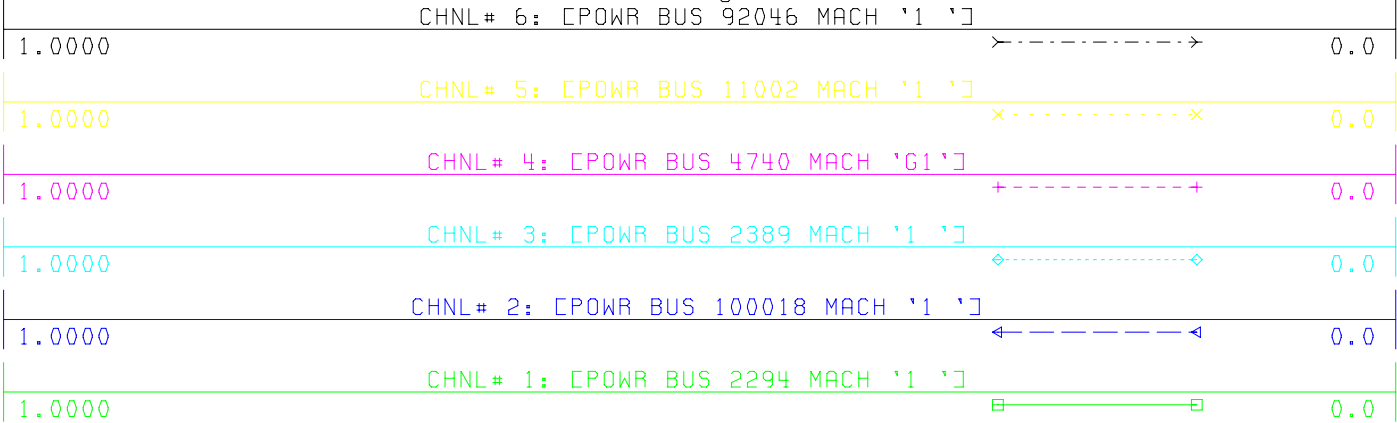 CHNL# 6: [POWR BUS 92046 MACH '1 ']
1.0000 0.0
CHNL# 5: [POWR BUS 11002 MACH '1 ']
1.0000 0.0
CHNL# 4: [POWR BUS 4740 MACH 'G1']
1.0000 0.0
CHNL# 3: [POWR BUS 2389 MACH '1 ']
1.0000 0.0
CHNL# 2: [POWR BUS 100018 MACH '1 ']
1.0000 0.0
CHNL# 1: [POWR BUS 2294 MACH '1 ']
1.0000 0.0